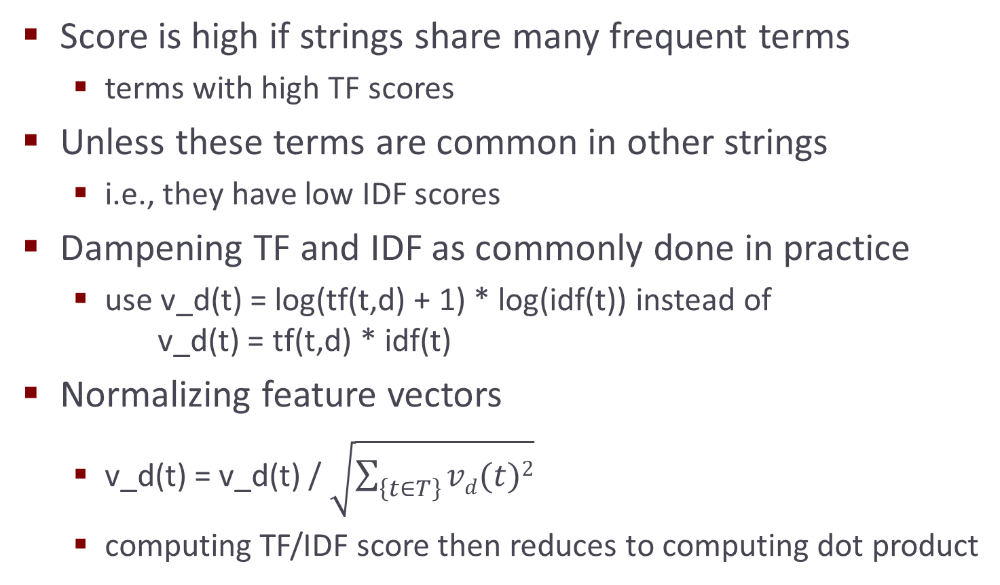 ▪ Score is high if strings share many frequent terms
▪ terms with high TF scores
▪ Unless these terms are common in other strings
▪ i.e., they have low IDF scores
▪ Dampening TF and IDF as commonly done in practice
▪ use v_d(t) = log(tf(t,d) + 1) * log(idf(t)) instead of
v_d(t) = tf(t,d) * idf(t)
▪ Normalizing feature vectors
▪ v_d(t) = v_d(t) / √∑_{t∈T} v_d(t)²
▪ computing TF/IDF score then reduces to computing dot product